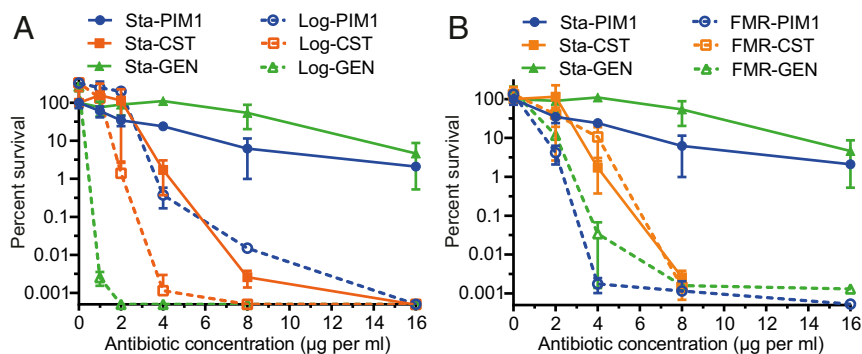 A
Sta-PIM1 Log-PIM1
Sta-CST Log-CST
Sta-GEN Log-GEN
Percent survival
100
10
1
0.1
0.01
0.001
0 2 4 6 8 10 12 14 16
Antibiotic concentration (µg per ml)
B
Sta-PIM1 FMR-PIM1
Sta-CST FMR-CST
Sta-GEN FMR-GEN
Percent survival
100
10
1
0.1
0.01
0.001
0 2 4 6 8 10 12 14 16
Antibiotic concentration (µg per ml)